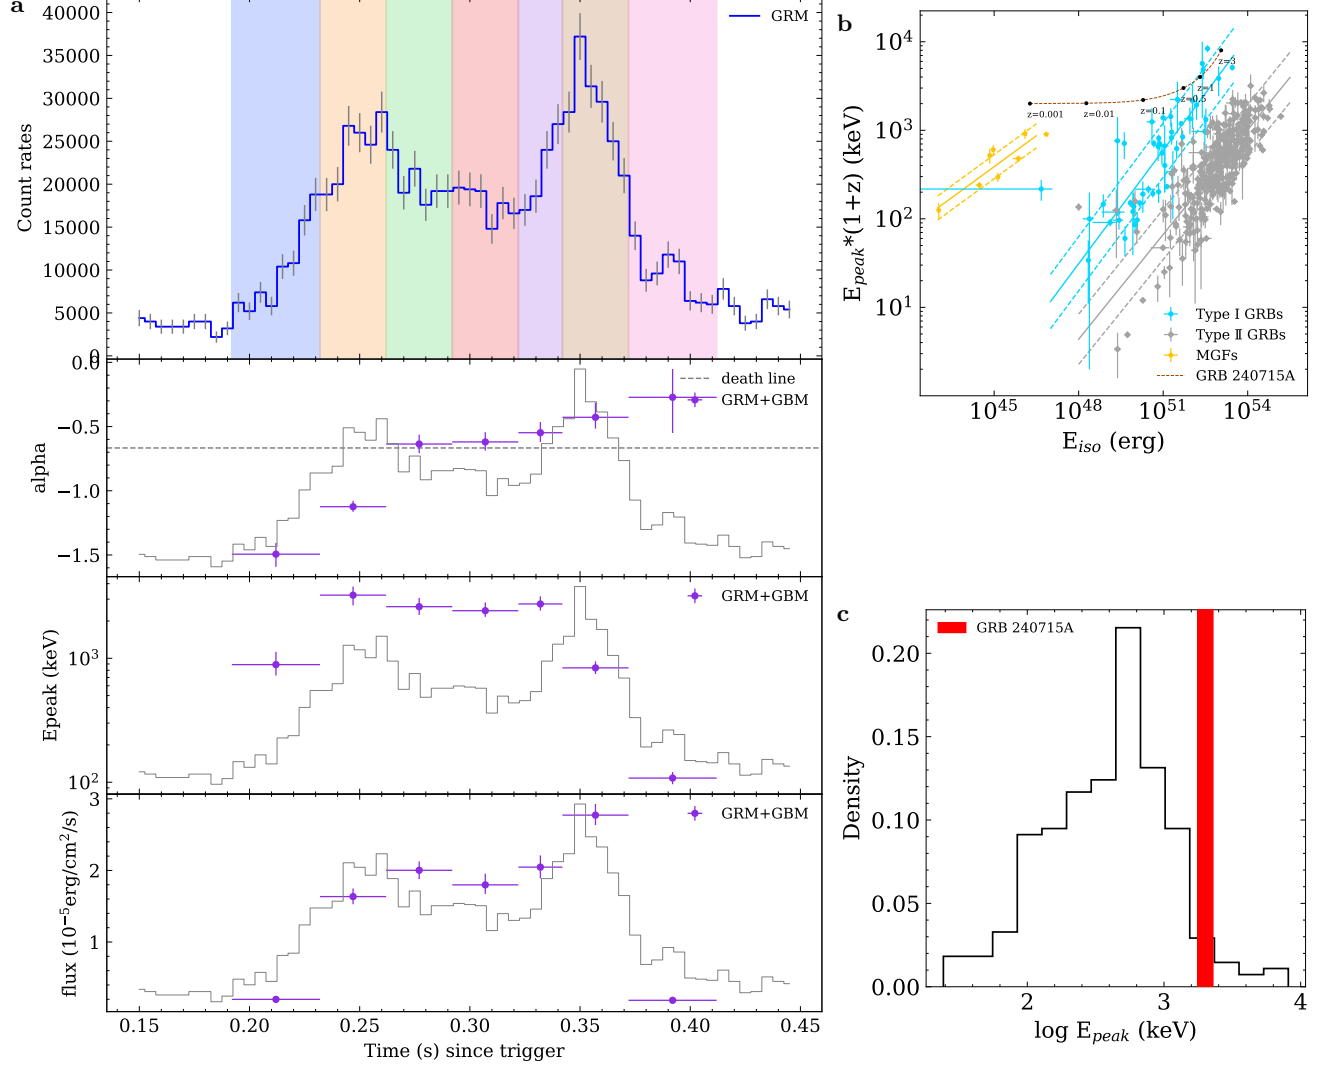 a
GRM
Count rates
40000
35000
30000
25000
20000
15000
10000
5000
0
0.0
−0.5
−1.0
−1.5
alpha
death line
GRM+GBM
10³
10²
Epeak (keV)
GRM+GBM
3
2
1
flux (10⁻⁵erg/cm²/s)
GRM+GBM
0.15 0.20 0.25 0.30 0.35 0.40 0.45
Time (s) since trigger
b
10⁴
10³
10²
10¹
E_peak*(1+z) (keV)
z=0.001
z=0.01
z=0.1
z=0.5
z=1
z=3
Type Ⅰ GRBs
Type Ⅱ GRBs
MGFs
GRB 240715A
10⁴⁵ 10⁴⁸ 10⁵¹ 10⁵⁴
E_iso (erg)
c
GRB 240715A
0.20
0.15
0.10
0.05
0.00
Density
2 3 4
log E_peak (keV)